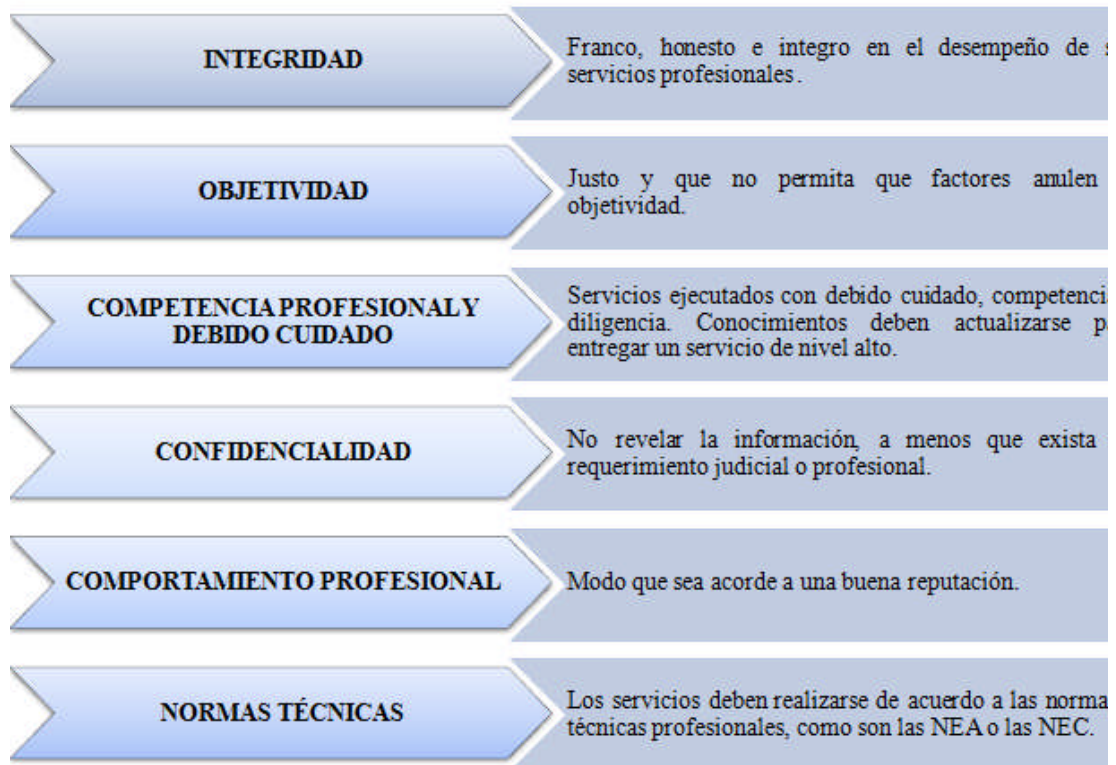 INTEGRIDAD
Franco, honesto e integro en el desempeño de
servicios profesionales.
OBJETIVIDAD
Justo y que no permita que factores anulen
objetividad.
COMPETENCIA PROFESIONAL Y
DEBIDO CUIDADO
Servicios ejecutados con debido cuidado,
diligencia. Conocimientos deben actualizarse
entregar un servicio de nivel alto.
CONFIDENCIALIDAD
No revelar la información, a menos que exista
requerimiento judicial o profesional.
COMPORTAMIENTO PROFESIONAL
Modo que sea acorde a una buena reputación.
NORMAS TÉCNICAS
Los servicios deben realizarse de acuerdo a las
técnicas profesionales, como son las NEA o las NEC.